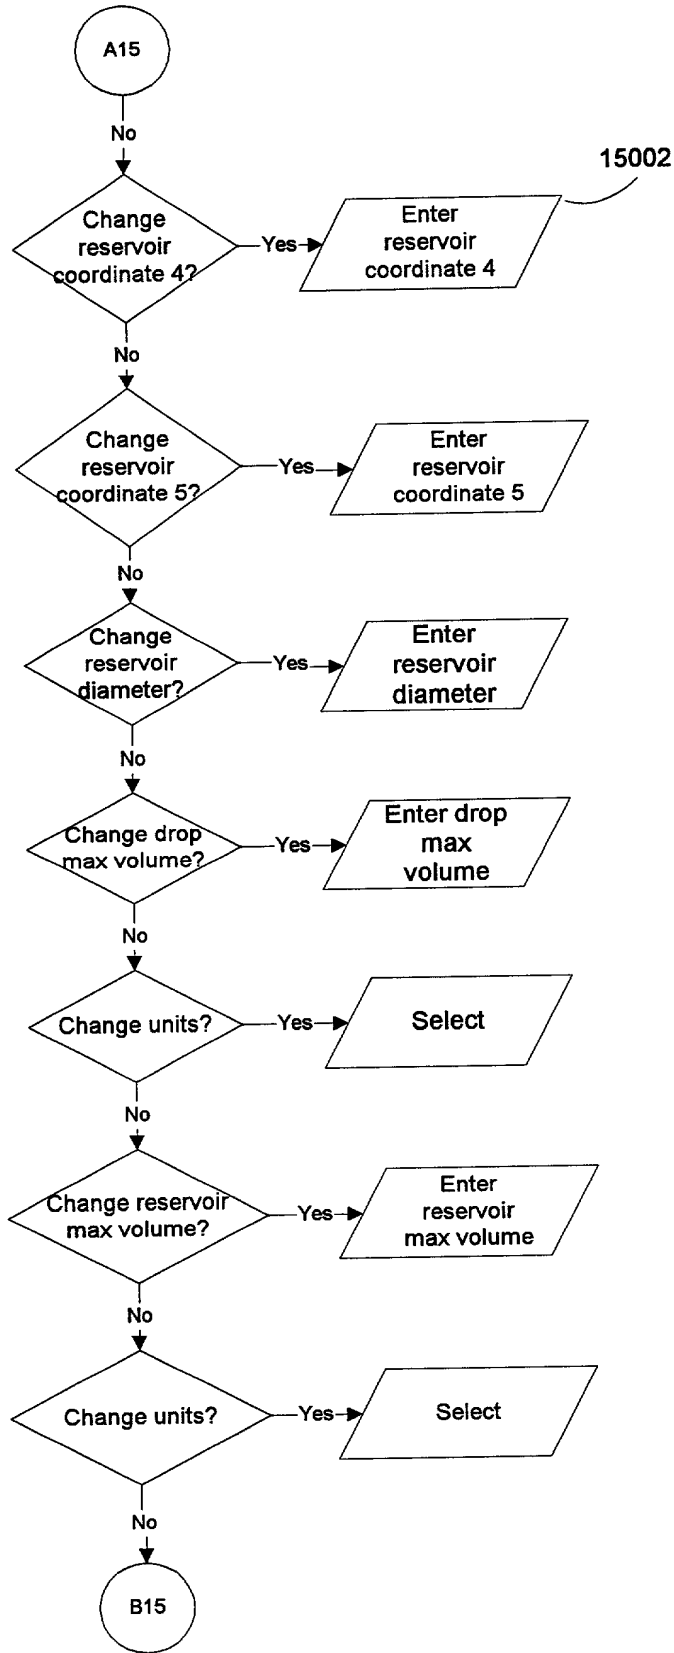 A15
No
15002
Change
reservoir
coordinate 4?
Yes
Enter
reservoir
coordinate 4
No
Change
reservoir
coordinate 5?
Yes
Enter
reservoir
coordinate 5
No
Change
reservoir
diameter?
Yes
Enter
reservoir
diameter
No
Change drop
max volume?
Yes
Enter drop
max
volume
No
Change units?
Yes
Select
No
Change reservoir
max volume?
Yes
Enter
reservoir
max volume
No
Change units?
Yes
Select
No
B15